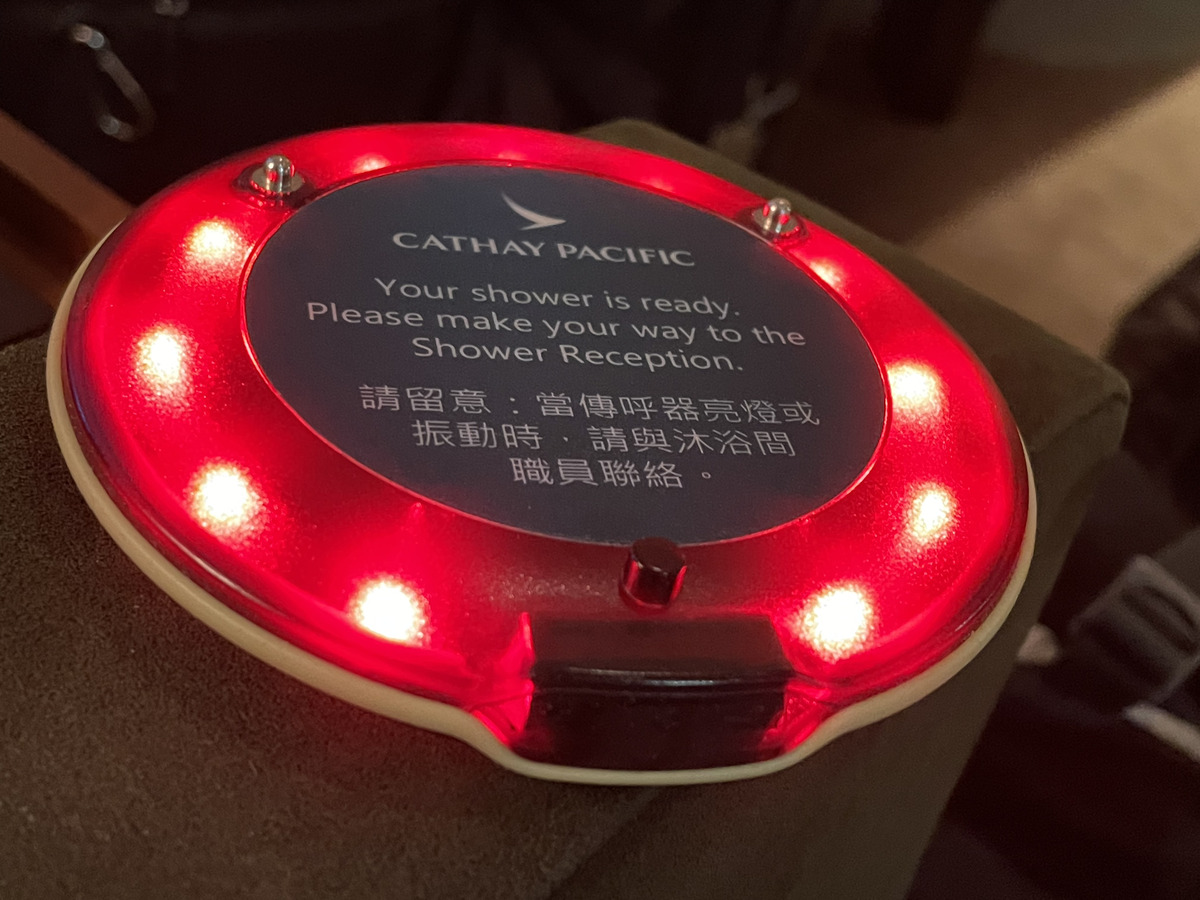 CATHAY PACIFIC
Your shower is ready.
Please make your way to the
Shower Reception.
請留意：當傳呼器亮燈或
振動時，請與沐浴間
職員聯絡。